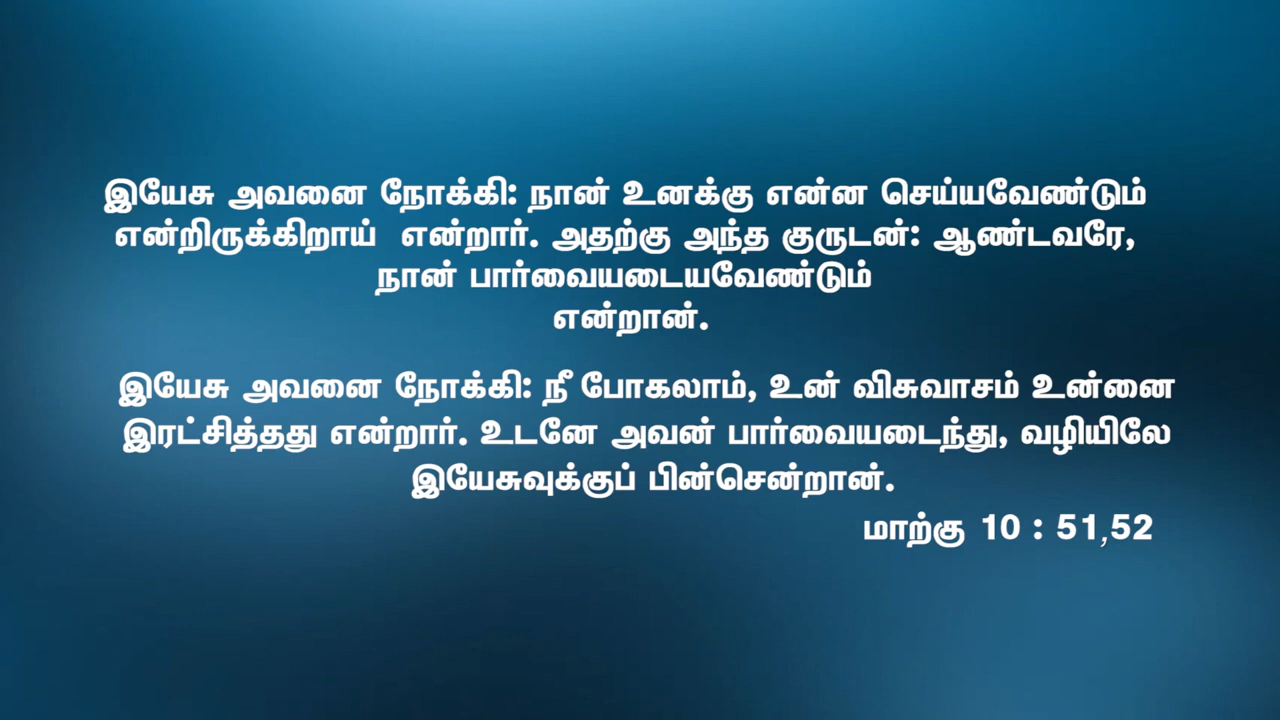 இயேசு அவனை நோக்கி: நான் உனக்கு என்ன செய்யவேண்டும்
என்றிருக்கிறாய் என்றார். அதற்கு அந்த குருடன்: ஆண்டவரே,
நான் பார்வையடையவேண்டும்
என்றான்.
இயேசு அவனை நோக்கி: நீ போகலாம், உன் விசுவாசம் உன்னை
இரட்சித்தது என்றார். உடனே அவன் பார்வையடைந்து, வழியிலே
இயேசுவுக்குப் பின்சென்றான்.
மாற்கு 10 : 51,52